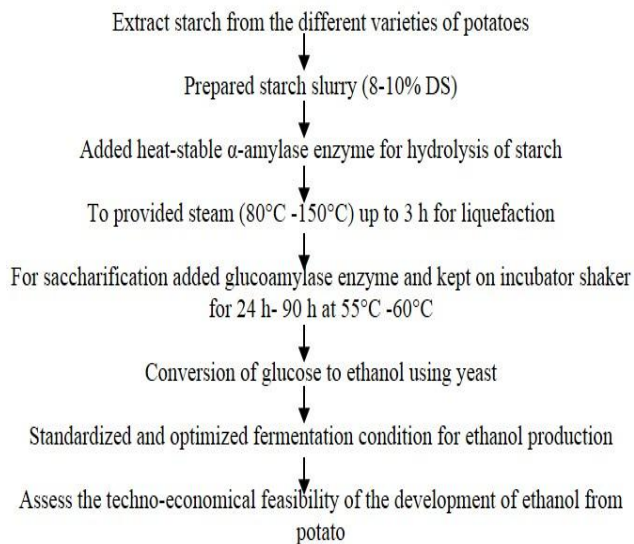 Extract starch from the different varieties of potatoes
Prepared starch slurry (8-10% DS)
Added heat-stable α-amylase enzyme for hydrolysis of starch
To provided steam (80°C -150°C) up to 3 h for liquefaction
For saccharification added glucoamylase enzyme and kept on incubator shaker
for 24 h- 90 h at 55°C -60°C
Conversion of glucose to ethanol using yeast
Standardized and optimized fermentation condition for ethanol production
Assess the techno-economical feasibility of the development of ethanol from
potato